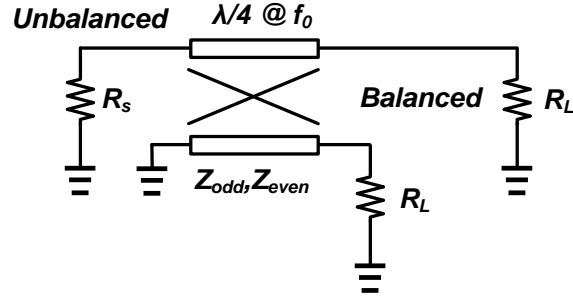 Unbalanced
λ/4 @ f0
Rs
Balanced
RL
Zodd,Zeven
RL